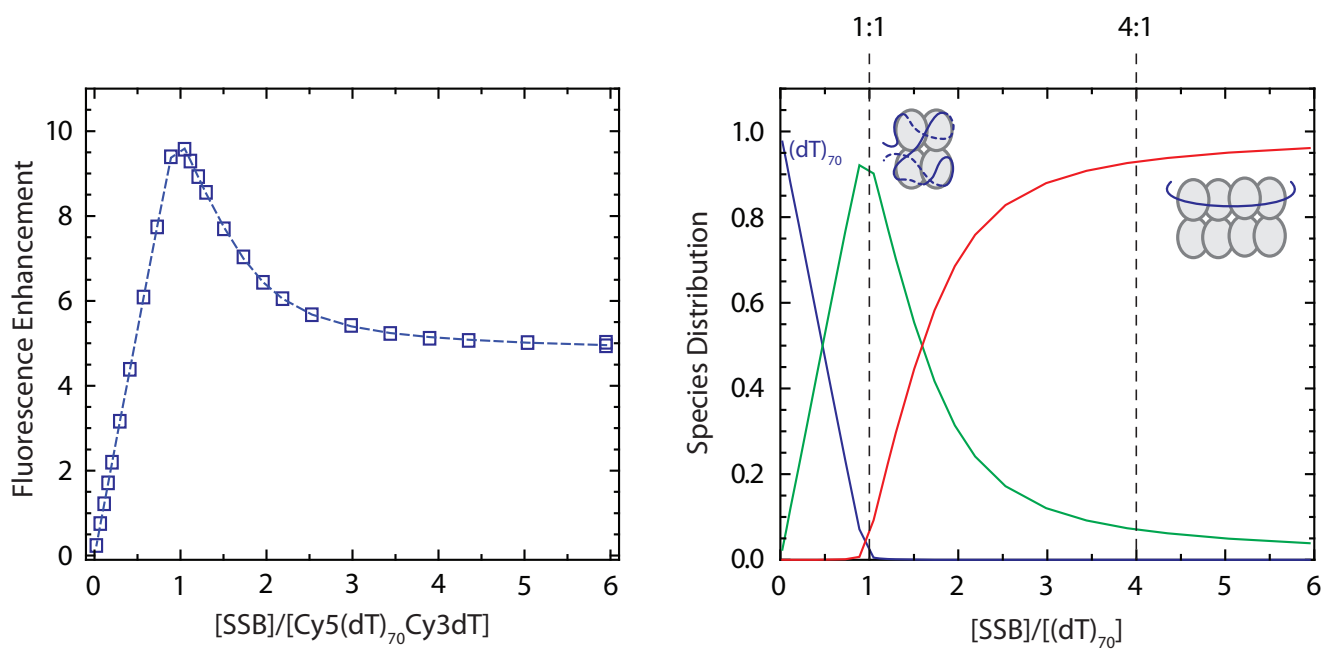 Fluorescence Enhancement
10
8
6
4
2
0
0 1 2 3 4 5 6
[SSB]/[Cy5(dT)70Cy3dT]
1:1 4:1
Species Distribution
1.0
0.8
0.6
0.4
0.2
0.0
(dT)70
0 1 2 3 4 5 6
[SSB]/[(dT)70]